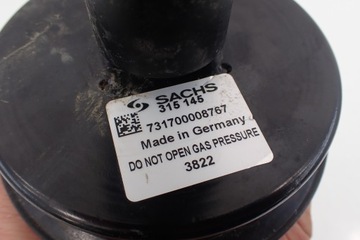 SACHS
315 145
731700008767
Made in Germany
DO NOT OPEN GAS PRESSURE
3822